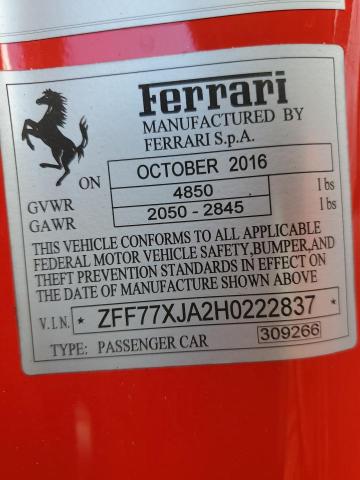 Ferrari
MANUFACTURED BY
FERRARI S.p.A.
ON OCTOBER 2016
GVWR 4850 lbs
GAWR 2050 - 2845 lbs
THIS VEHICLE CONFORMS TO ALL APPLICABLE
FEDERAL MOTOR VEHICLE SAFETY, BUMPER, AND
THEFT PREVENTION STANDARDS IN EFFECT ON
THE DATE OF MANUFACTURE SHOWN ABOVE
V.I.N. * ZFF77XJA2H0222837 *
TYPE: PASSENGER CAR 309266